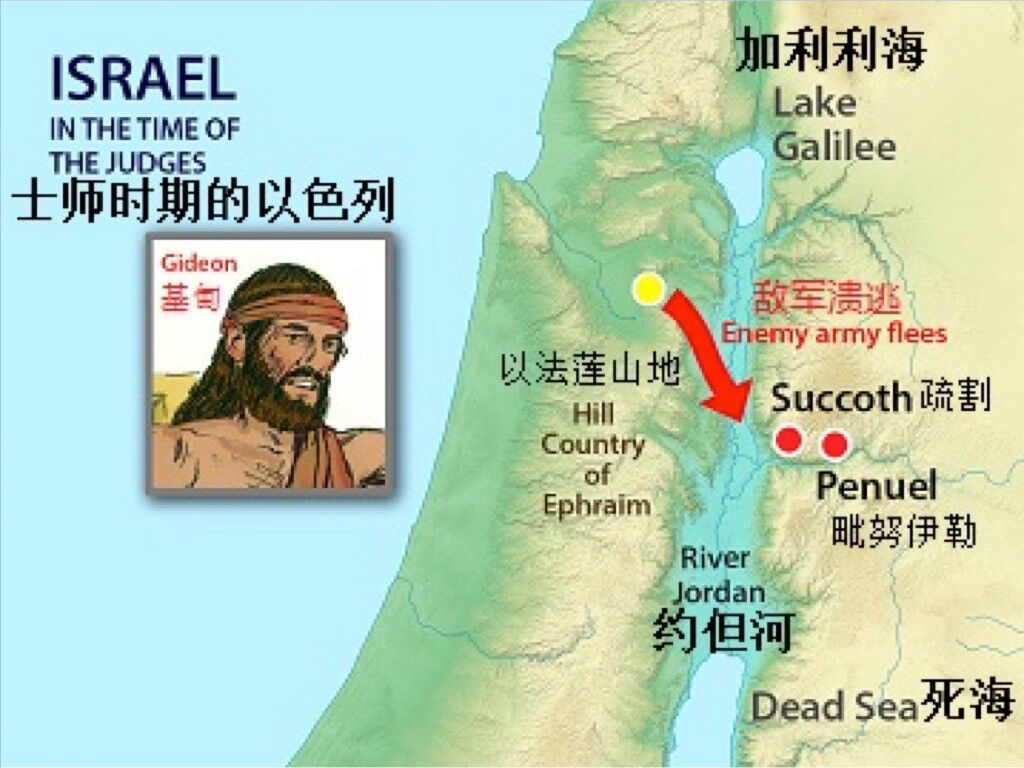 ISRAEL
IN THE TIME OF
THE JUDGES
士师时期的以色列
Gideon
基甸
加利利海
Lake
Galilee
敌军溃逃
Enemy army flees
以法莲山地
Hill
Country
of
Ephraim
Succoth 疏割
Penuel
毗努伊勒
River
Jordan
约但河
Dead Sea 死海